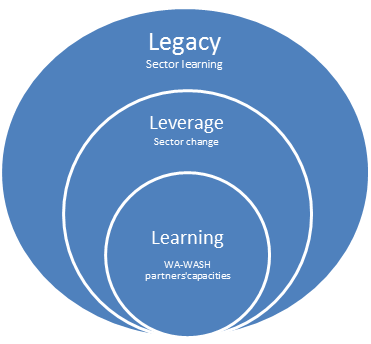 Legacy
Sector learning
Leverage
Sector change
Learning
WA-WASH
partners'capacities